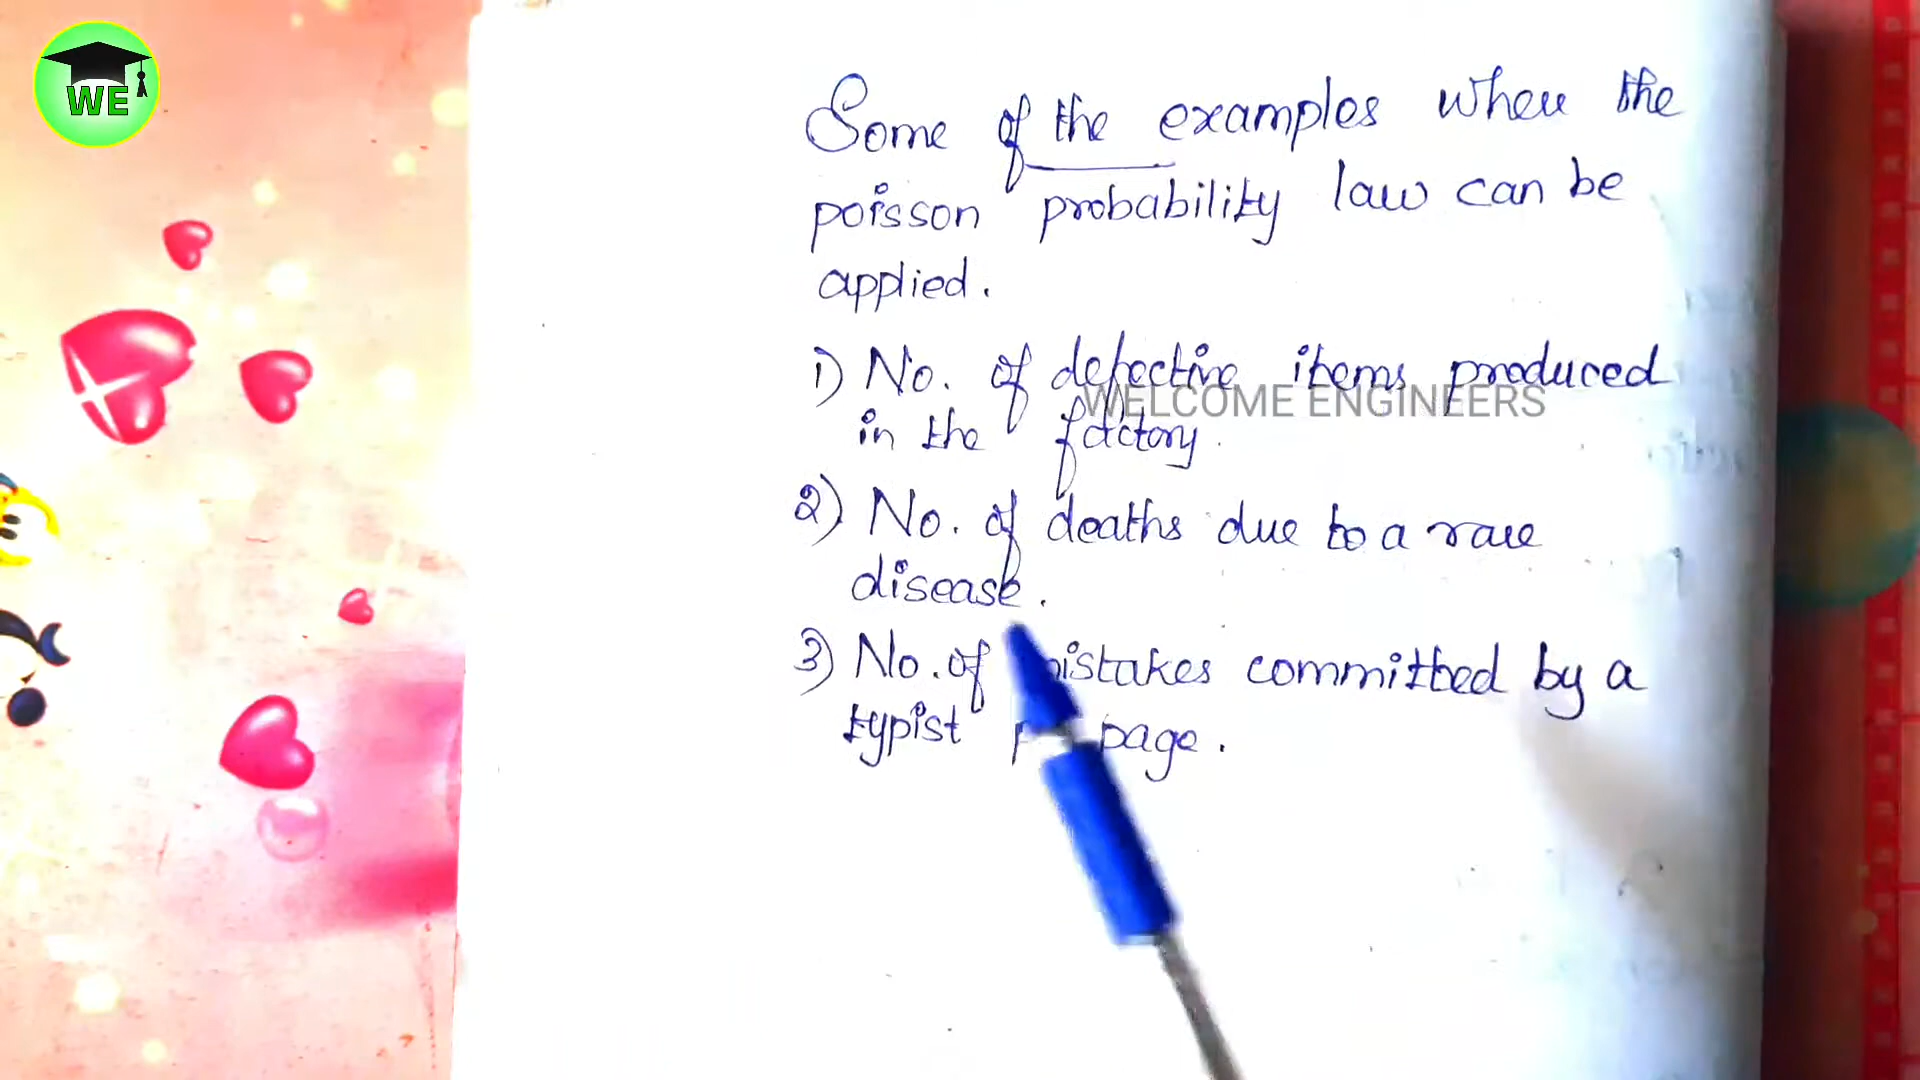 WE
Some of the examples where the
poisson probability law can be
applied.
1) No. of defective items produced
WELCOME ENGINEERS
in the factory.
2) No. of deaths due to a rare
disease.
3) No. of mistakes committed by a
typist page.